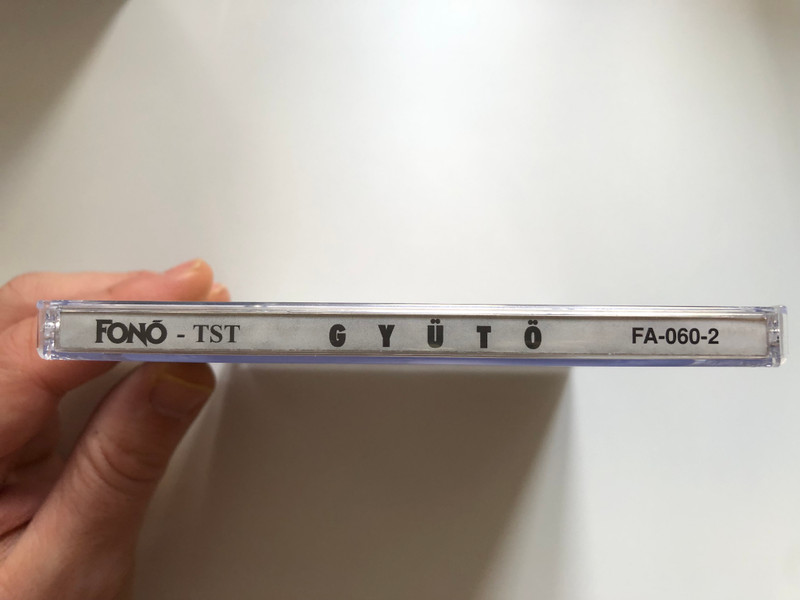 FONÓ - TST G Y Ü T Ö FA-060-2